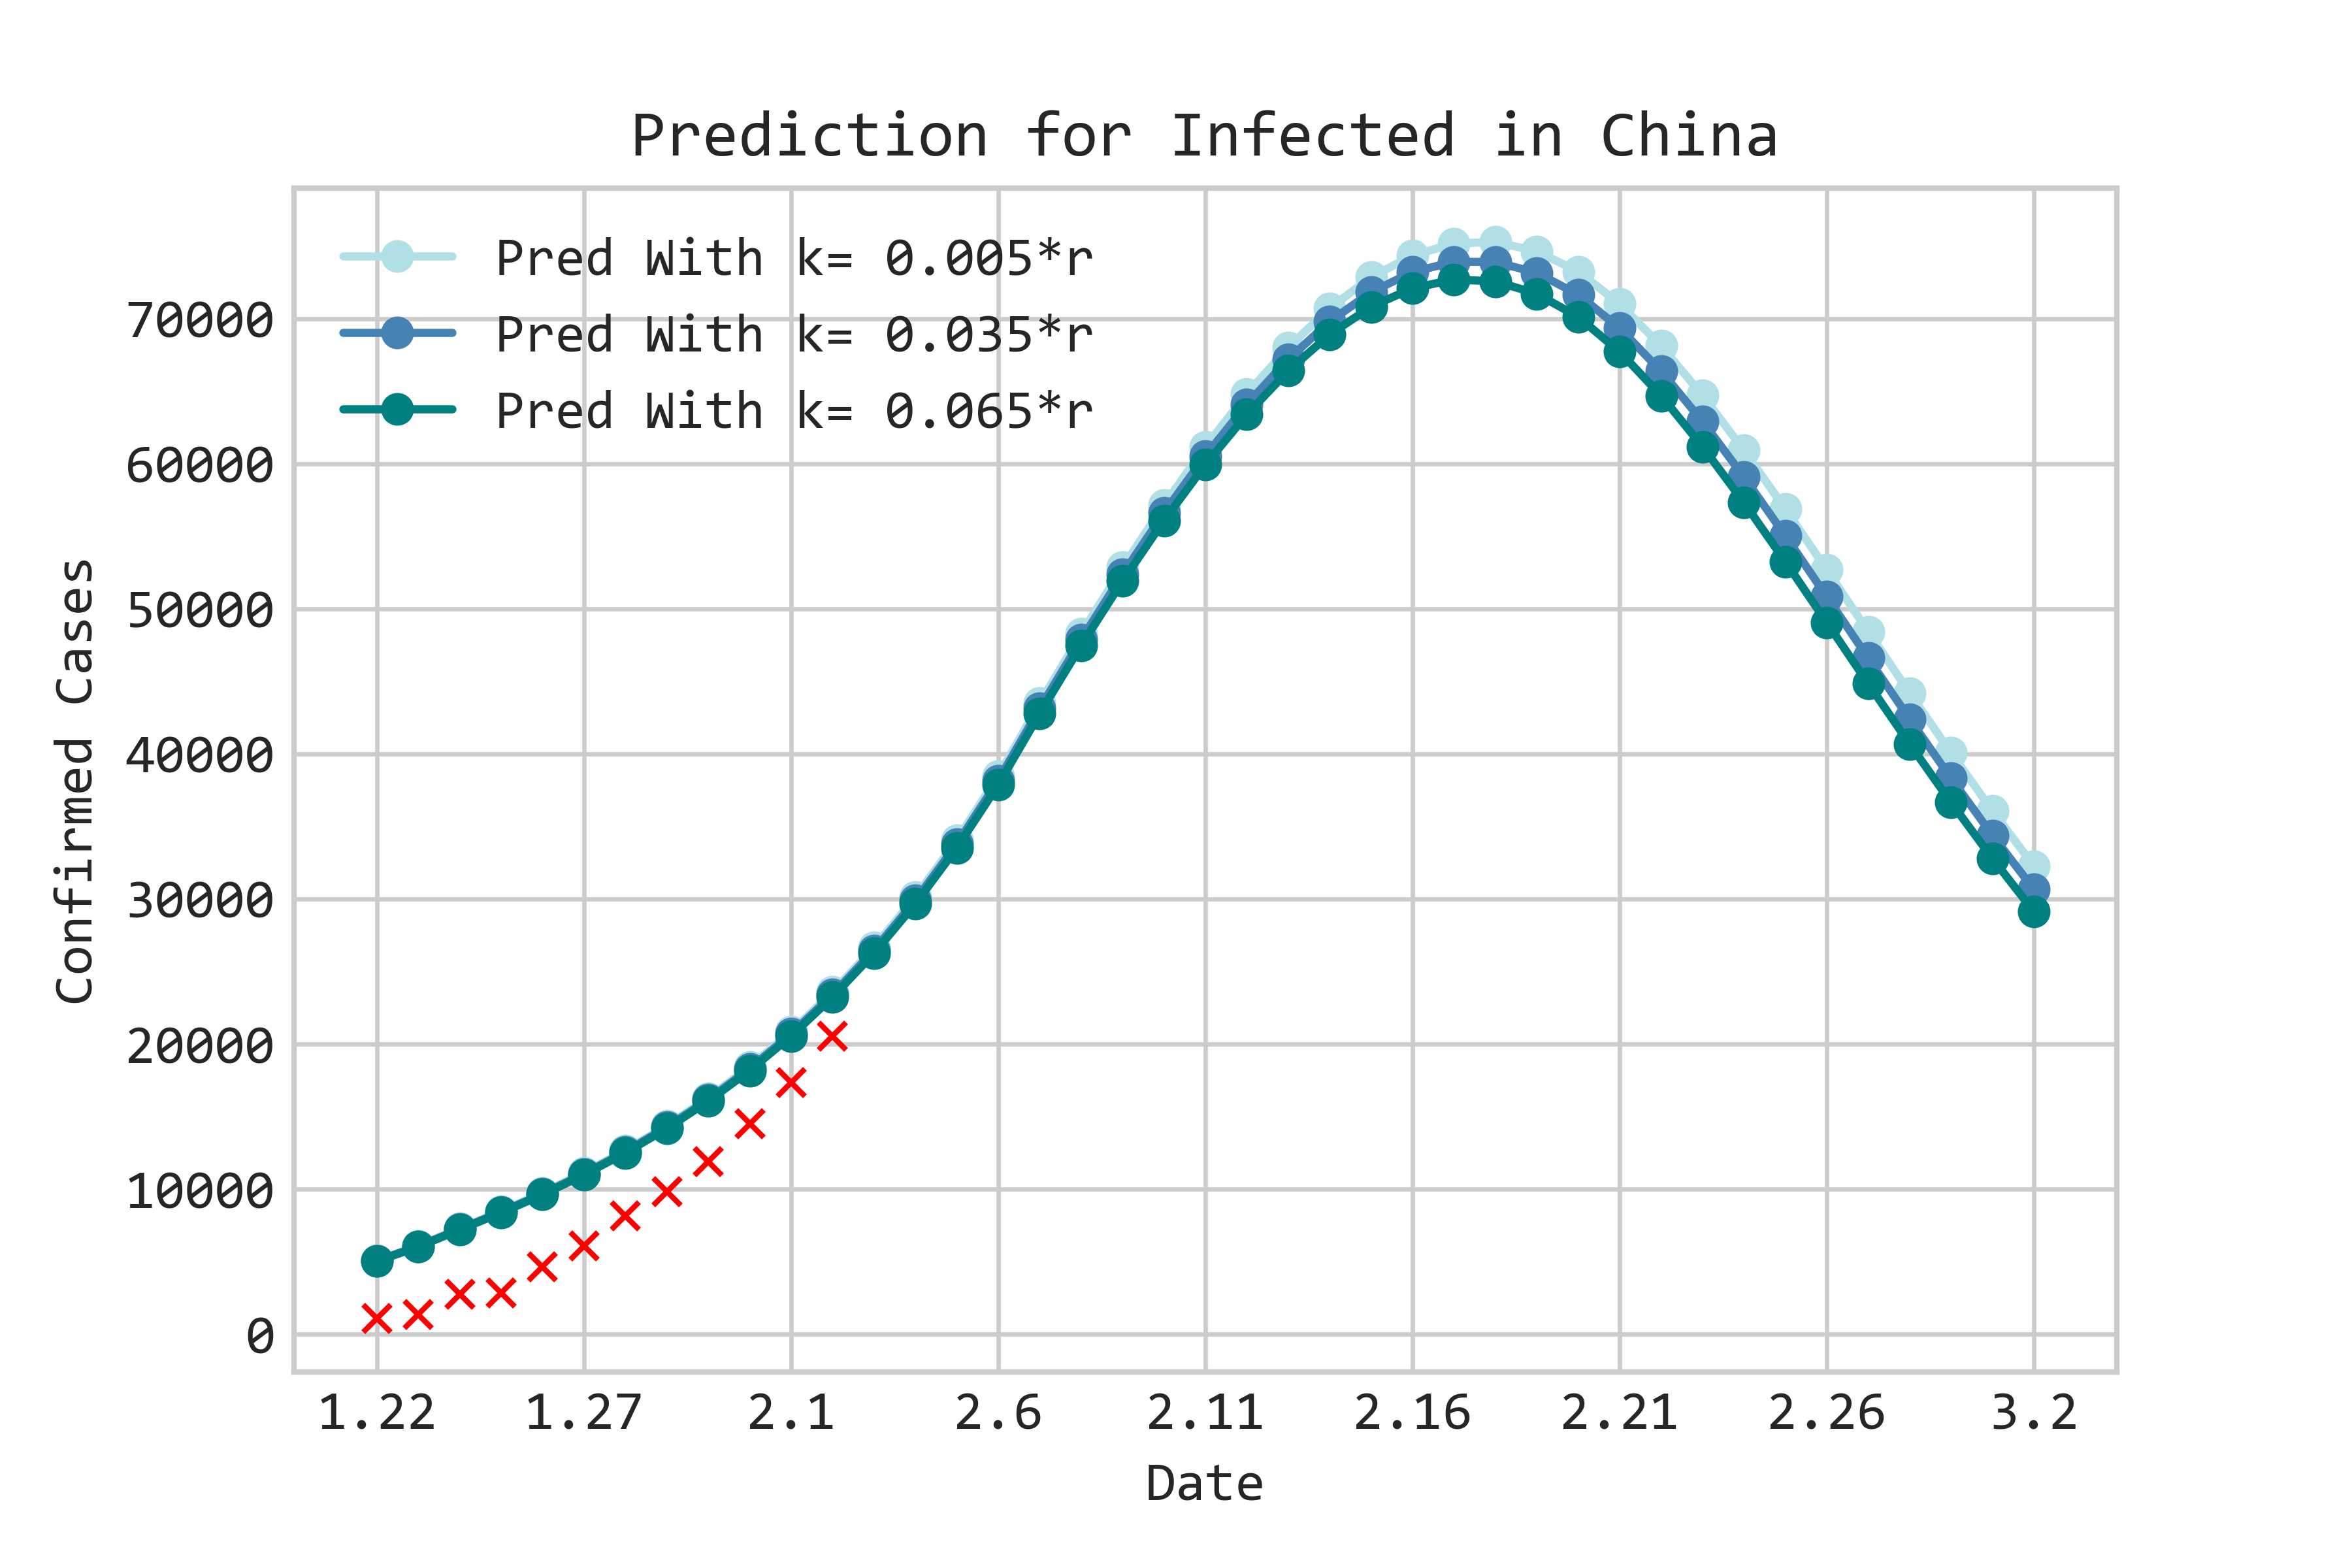 Prediction for Infected in China
Pred With k= 0.005*r
Pred With k= 0.035*r
Pred With k= 0.065*r
Confirmed Cases
70000
60000
50000
40000
30000
20000
10000
0
1.22 1.27 2.1 2.6 2.11 2.16 2.21 2.26 3.2
Date